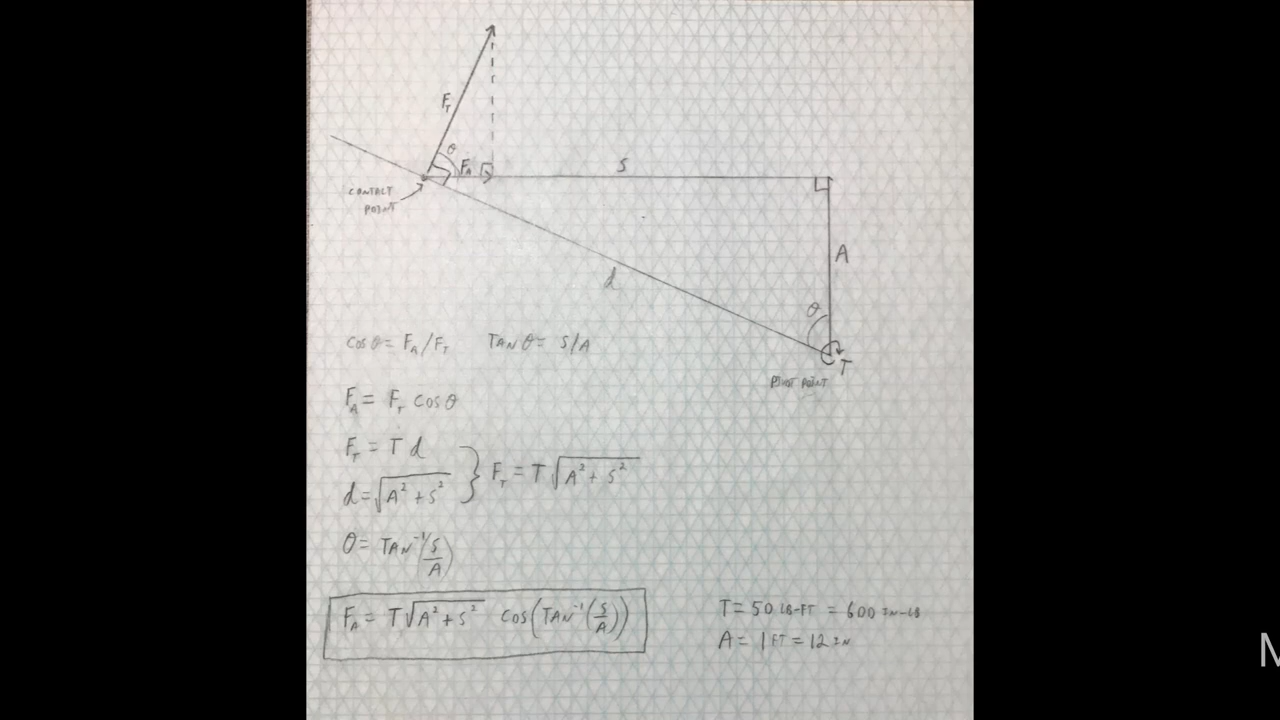 F_T
θ
F_A
S
CONTACT
POINT
A
d
θ
T
PIVOT POINT
COS θ = F_A/F_T   TAN θ = S/A
F_A = F_T COS θ
F_T = T d
d = √(A² + S²)
} F_T = T √(A² + S²)
θ = TAN⁻¹(S/A)
F_A = T√(A² + S²) COS(TAN⁻¹(S/A))
T = 50 LB-FT = 600 IN-LB
A = 1 FT = 12 IN